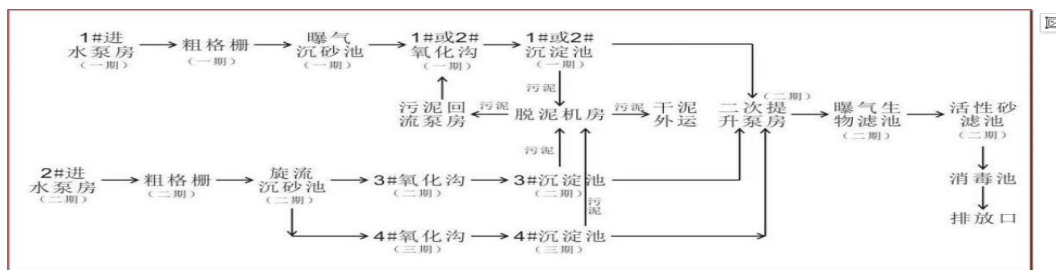 1#进
水泵房
(一期)
粗格栅
(一期)
曝气
沉砂池
(一期)
1#或2#
氧化沟
(一期)
1#或2#
沉淀池
(一期)
污泥
污泥回
流泵房
污泥
脱泥机房
污泥
干泥
外运
(二期)
二次提
升泵房
曝气生
物滤池
(二期)
活性砂
滤池
(二期)
污泥
2#进
水泵房
(二期)
粗格栅
(二期)
旋流
沉砂池
(二期)
3#氧化沟
(二期)
3#沉淀池
(二期)
污泥
消毒池
排放口
4#氧化沟
(三期)
4#沉淀池
(三期)